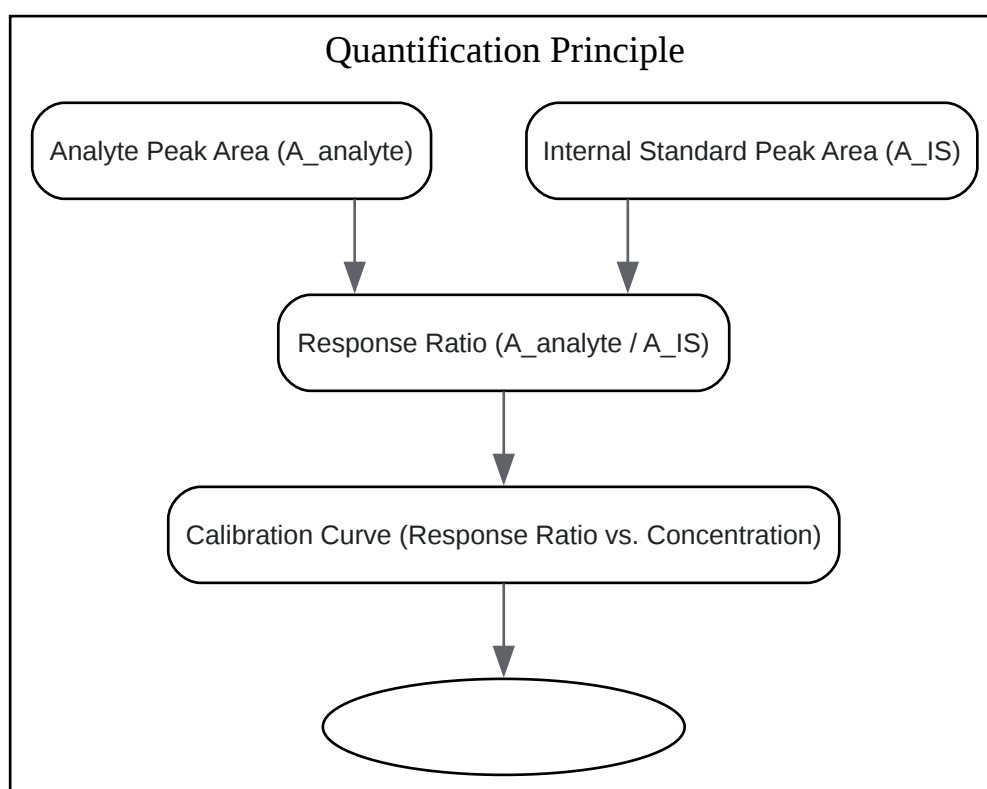 Quantification Principle
Analyte Peak Area (A_analyte)
Internal Standard Peak Area (A_IS)
Response Ratio (A_analyte / A_IS)
Calibration Curve (Response Ratio vs. Concentration)